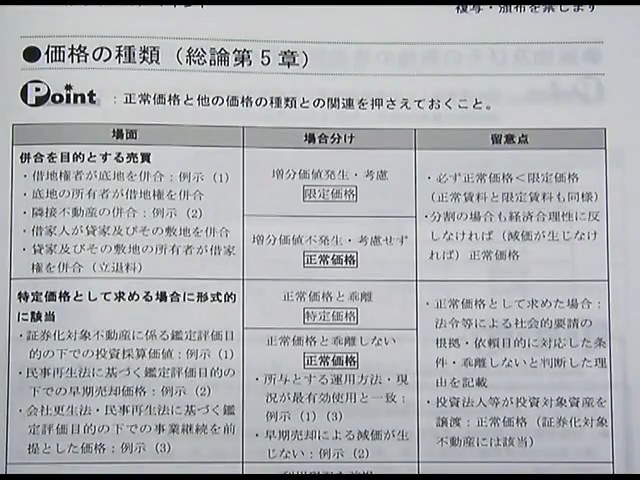 複写・頒布を禁じます
●価格の種類（総論第5章）
Point：正常価格と他の価格の種類との関連を押さえておくこと。
場面
場合分け
留意点
併合を目的とする売買
・借地権者が底地を併合：例示（1）
・底地の所有者が借地権を併合
・隣接不動産の併合：例示（2）
・借家人が貸家及びその敷地を併合
・貸家及びその敷地の所有者が借家
権を併合（立退料）
増分価値発生・考慮
限定価格
増分価値不発生・考慮せず
正常価格
・必ず正常価格＜限定価格
（正常賃料と限定賃料も同様）
・分割の場合も経済合理性に反
しなければ（減価が生じなけ
れば）正常価格
特定価格として求める場合に形式的
に該当
・証券化対象不動産に係る鑑定評価目
的の下での投資採算価値：例示（1）
・民事再生法に基づく鑑定評価目的の
下での早期売却価格：例示（2）
・会社更生法・民事再生法に基づく鑑
定評価目的の下での事業継続を前
提とした価格：例示（3）
正常価格と乖離
特定価格
正常価格と乖離しない
正常価格
・所与とする運用方法・現
況が最有効使用と一致：
例示（1）（3）
・早期売却による減価が生
じない：例示（2）
・正常価格として求めた場合：
法令等による社会的要請の
根拠・依頼目的に対応した条
件・乖離しないと判断した理
由を記載
・投資法人等が投資対象資産を
譲渡：正常価格（証券化対象
不動産には該当）